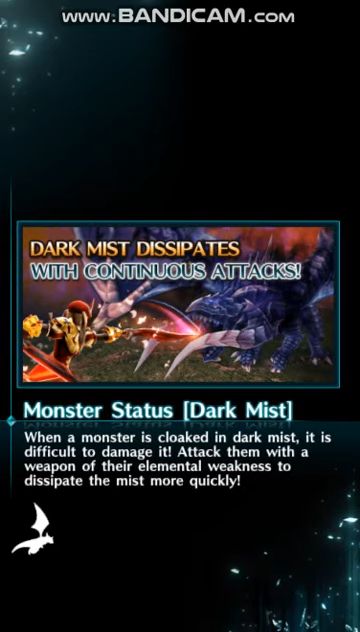 www.BANDICAM.com
DARK MIST DISSIPATES
WITH CONTINUOUS ATTACKS!
Monster Status [Dark Mist]
When a monster is cloaked in dark mist, it is
difficult to damage it! Attack them with a
weapon of their elemental weakness to
dissipate the mist more quickly!